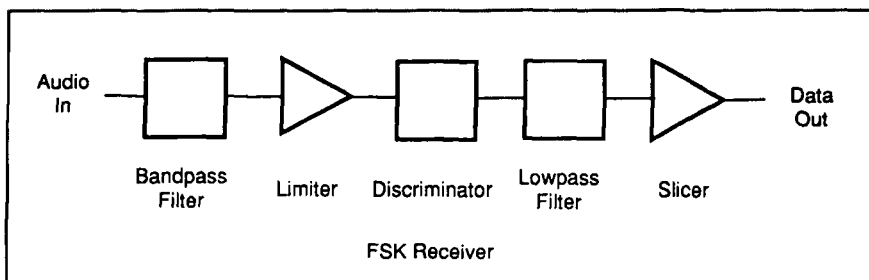 Audio
In
Data
Out
Bandpass
Filter
Limiter
Discriminator
Lowpass
Filter
Slicer
FSK Receiver